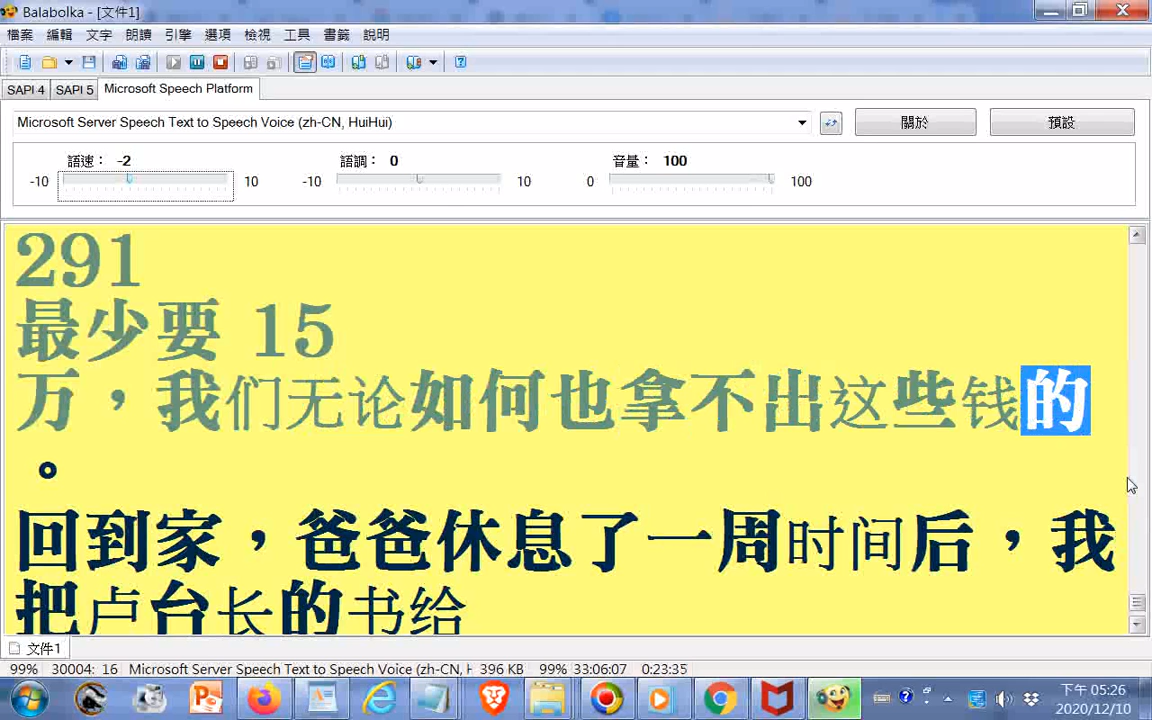 Balabolka - [文件1]
檔案 編輯 文字 朗讀 引擎 選項 檢視 工具 書籤 說明
SAPI 4 SAPI 5 Microsoft Speech Platform
Microsoft Server Speech Text to Speech Voice (zh-CN, HuiHui) 關於 預設
語速： -2 語調： 0 音量： 100
-10 10 -10 10 0 100
291
最少要 15
万，我们无论如何也拿不出这些钱的
。
回到家，爸爸休息了一周时间后，我
把卢台长的书给
文件1
99% 30004: 16 Microsoft Server Speech Text to Speech Voice (zh-CN, H 396 KB 99% 33:06:07 0:23:35
下午 05:26
2020/12/10